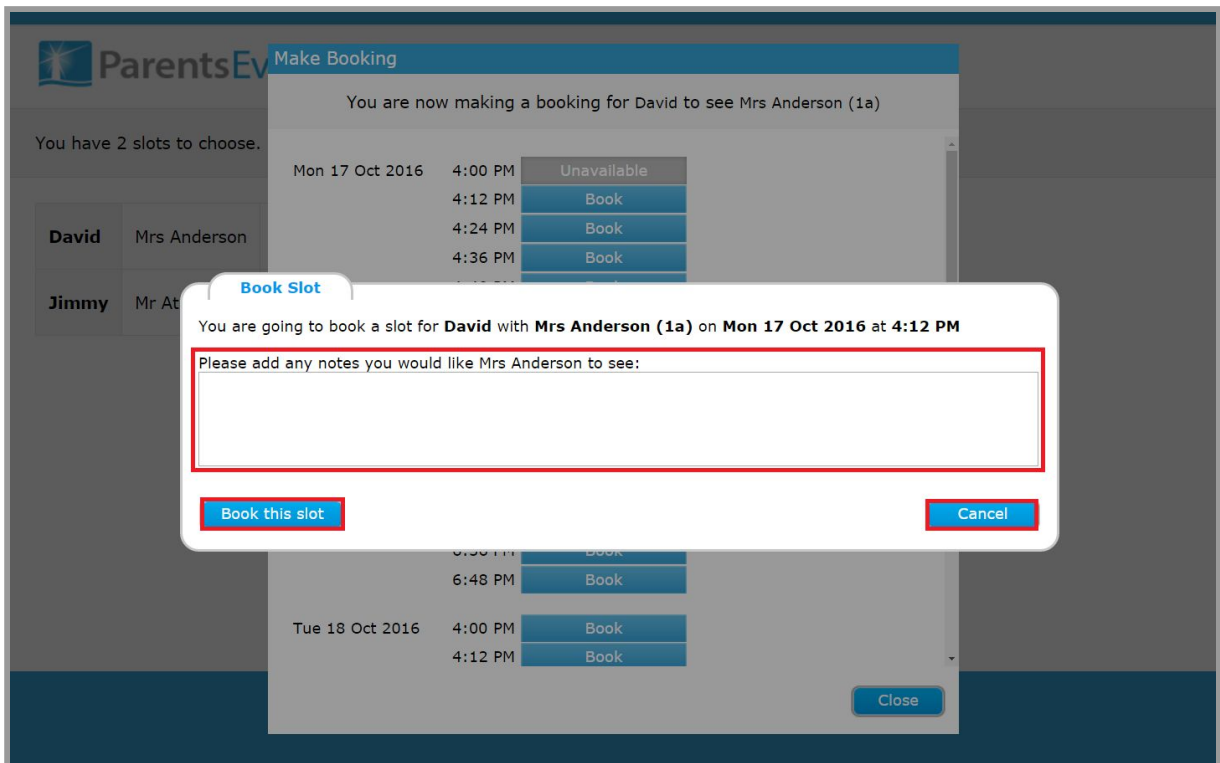 ParentsEv
Make Booking
You are now making a booking for David to see Mrs Anderson (1a)
You have 2 slots to choose.
Mon 17 Oct 2016 4:00 PM Unavailable
4:12 PM Book
4:24 PM Book
4:36 PM Book
David Mrs Anderson
Jimmy Mr At
Book Slot
You are going to book a slot for David with Mrs Anderson (1a) on Mon 17 Oct 2016 at 4:12 PM
Please add any notes you would like Mrs Anderson to see:
Book this slot Cancel
6:48 PM Book
Tue 18 Oct 2016 4:00 PM Book
4:12 PM Book
Close